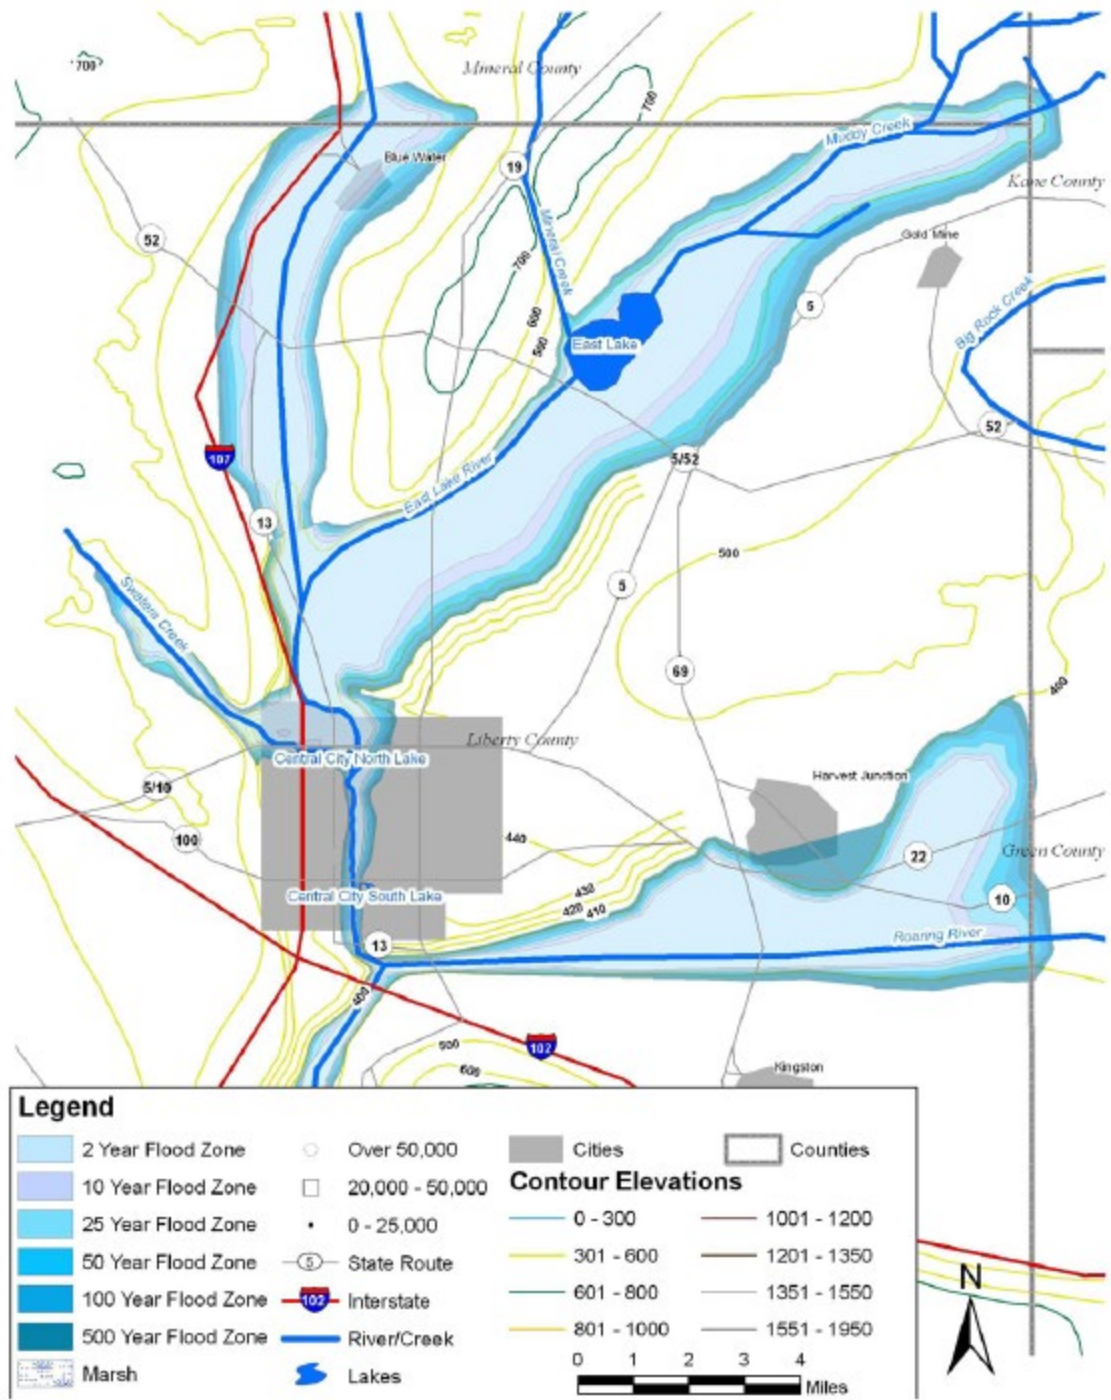 700
Mineral County
700
Muddy Creek
Blue Water
19
Kane County
52
Mineral Creek
Gold Mine
700
Big Rock Creek
5
600
500
East Lake
52
107
5/52
East Lake River
13
500
Swatara Creek
5
69
400
Liberty County
Central City North Lake
Harvest Junction
5/10
100
440
Green County
22
430
Central City South Lake
420
410
10
Roaring River
13
400
500
102
600
Kingston
Legend
2 Year Flood Zone
10 Year Flood Zone
25 Year Flood Zone
50 Year Flood Zone
100 Year Flood Zone
500 Year Flood Zone
Marsh
Over 50,000
20,000 - 50,000
0 - 25,000
5 State Route
102 Interstate
River/Creek
Lakes
Cities
Counties
Contour Elevations
0 - 300
301 - 600
601 - 800
801 - 1000
1001 - 1200
1201 - 1350
1351 - 1550
1551 - 1950
0 1 2 3 4
Miles
N